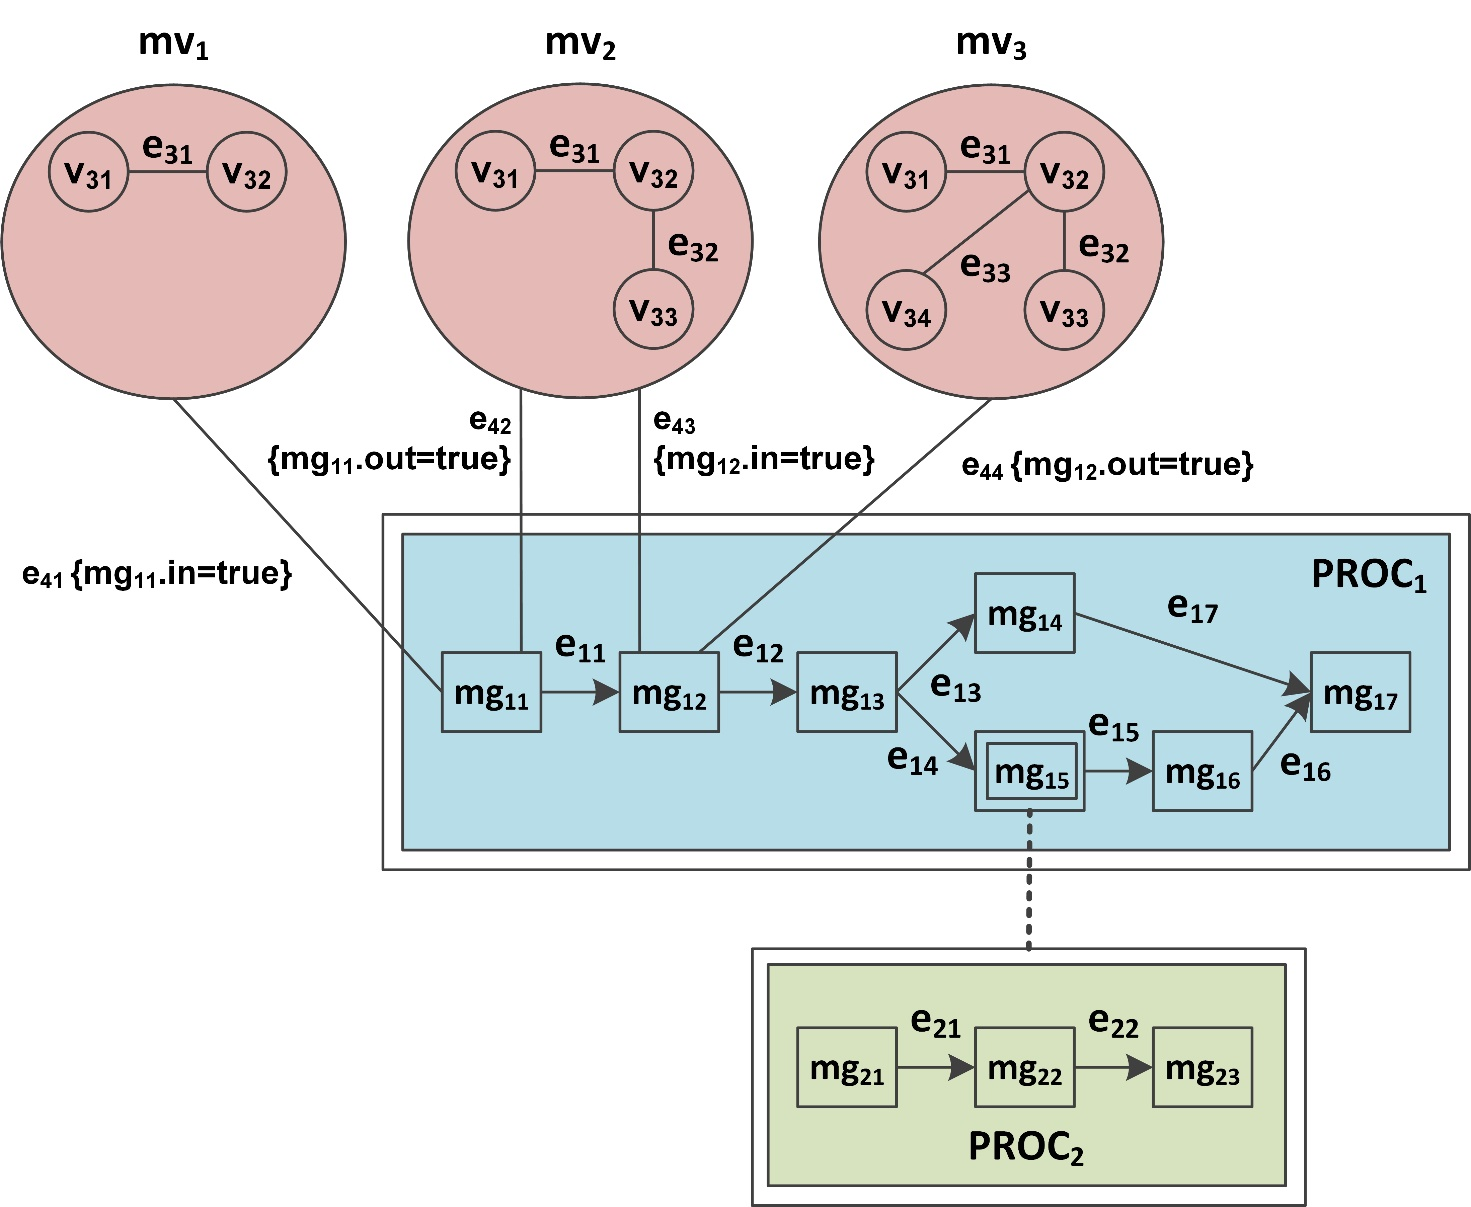 mv₁ mv₂ mv₃
e₃₁ e₃₁ e₃₁
v₃₁ v₃₂ v₃₁ v₃₂ v₃₁ v₃₂
e₃₂ e₃₃ e₃₂
v₃₃ v₃₄ v₃₃
e₄₂ e₄₃
{mg₁₁.out=true} {mg₁₂.in=true} e₄₄ {mg₁₂.out=true}
e₄₁ {mg₁₁.in=true} PROC₁
mg₁₄ e₁₇
e₁₁ e₁₂
mg₁₁ mg₁₂ mg₁₃ e₁₃ mg₁₇
e₁₄ e₁₅
mg₁₅ mg₁₆ e₁₆
e₂₁ e₂₂
mg₂₁ mg₂₂ mg₂₃
PROC₂